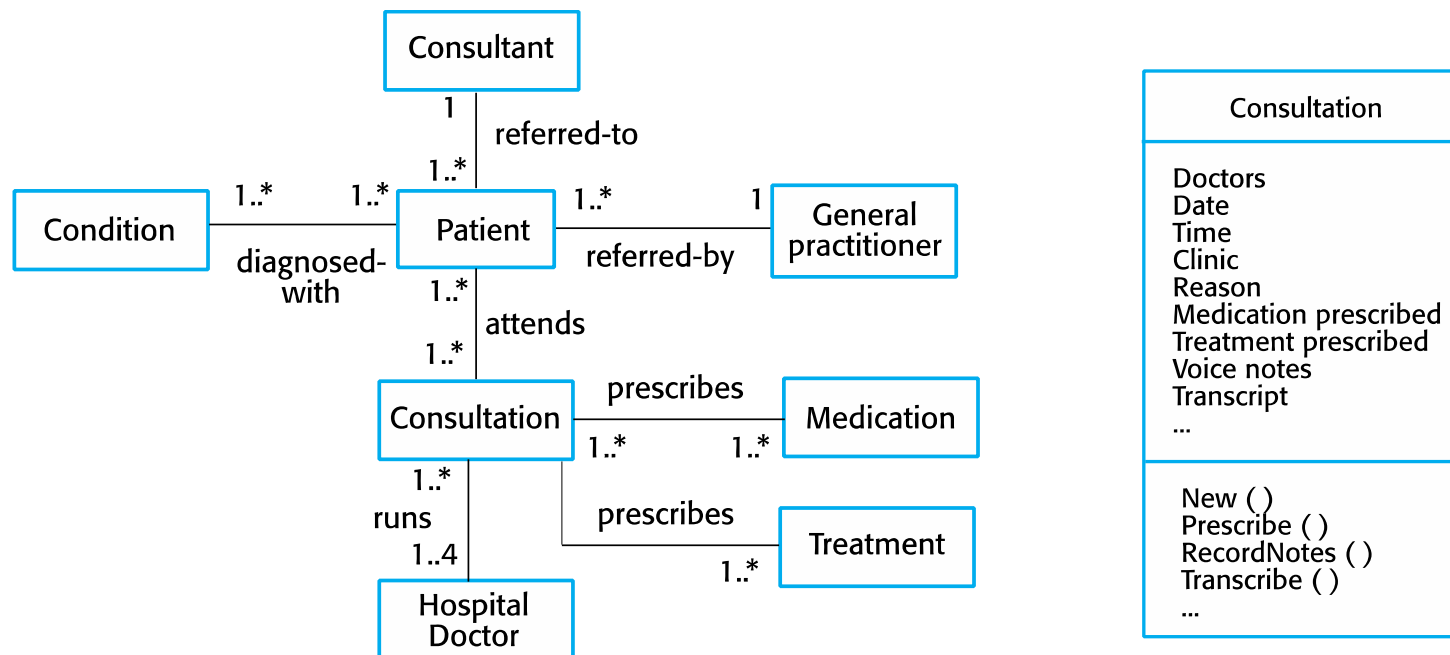 Consultant
1
referred-to
1..*
1..*
1..*
1..*
1
Condition
Patient
General
practitioner
diagnosed-
with
referred-by
1..*
attends
1..*
Consultation
prescribes
Medication
1..*
1..*
1..*
runs
prescribes
Treatment
1..4
1..*
Hospital
Doctor
Consultation
Doctors
Date
Time
Clinic
Reason
Medication prescribed
Treatment prescribed
Voice notes
Transcript
...
New ( )
Prescribe ( )
RecordNotes ( )
Transcribe ( )
...